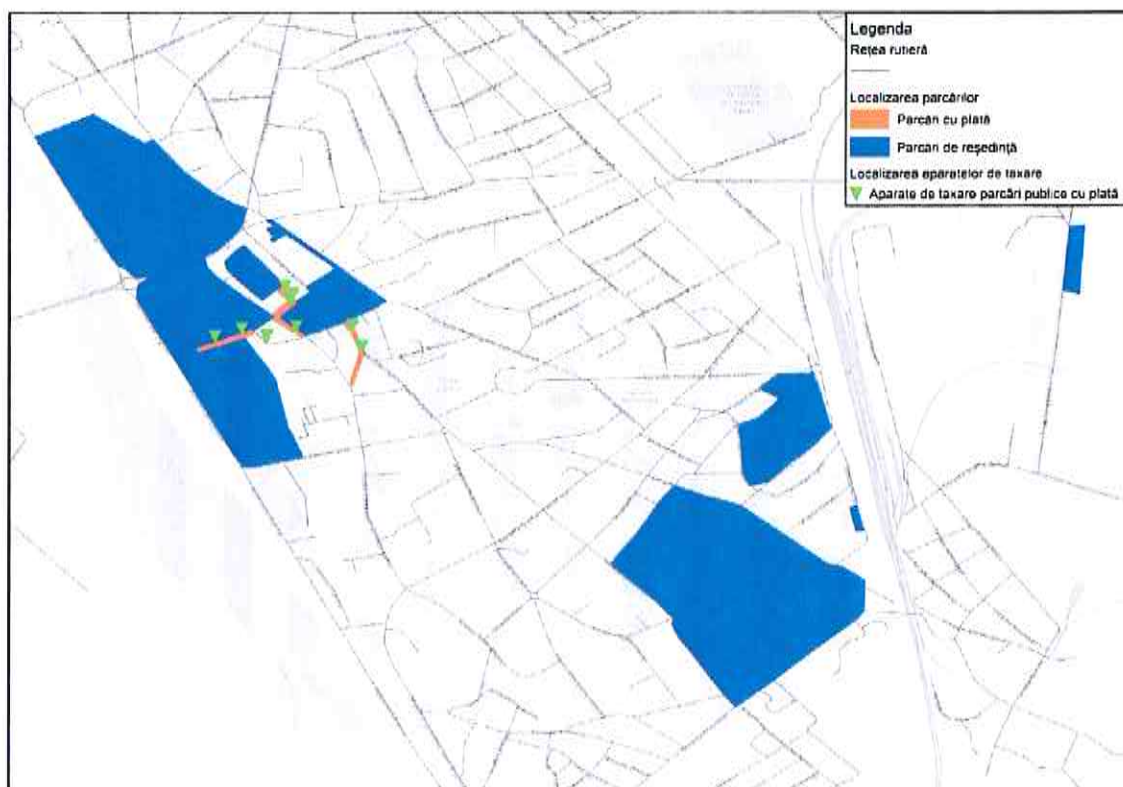 Legenda
Rețea rutieră
Localizarea parcărilor
Parcări cu plată
Parcări de reședință
Localizarea aparatelor de taxare
Aparate de taxare parcări publice cu plată